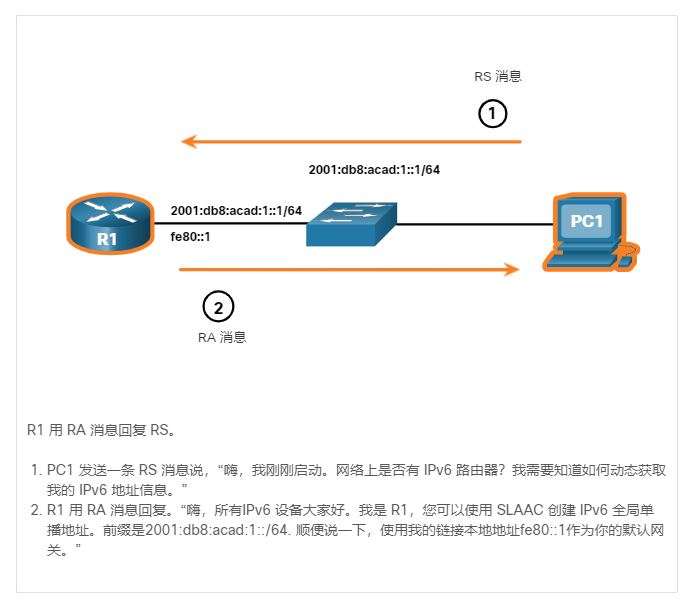 RS 消息
1
2001:db8:acad:1::1/64
2001:db8:acad:1::1/64
R1
PC1
fe80::1
2
RA 消息
R1 用 RA 消息回复 RS。
1. PC1 发送一条 RS 消息说，“嗨，我刚刚启动。网络上是否有 IPv6 路由器？我需要知道如何动态获取
我的 IPv6 地址信息。”
2. R1 用 RA 消息回复。“嗨，所有IPv6 设备大家好。我是 R1，您可以使用 SLAAC 创建 IPv6 全局单
播地址。前缀是2001:db8:acad:1::/64. 顺便说一下，使用我的链接本地地址fe80::1作为你的默认网
关。”